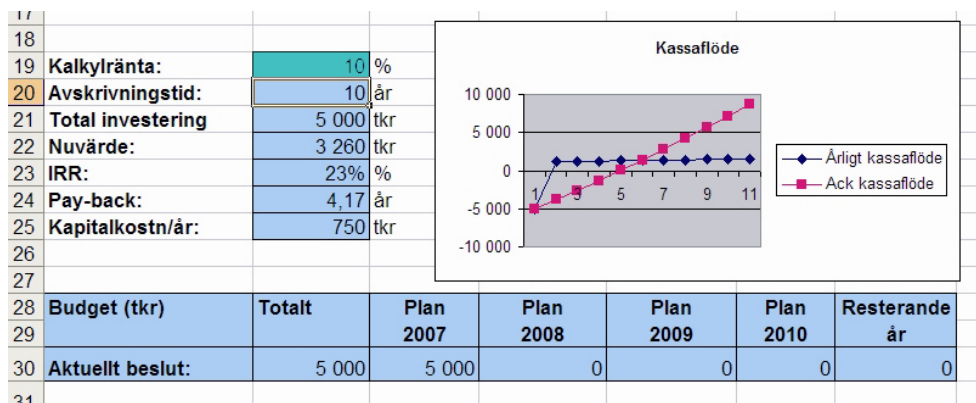 17
18
19 Kalkylränta: 10 %
20 Avskrivningstid: 10 år
21 Total investering 5 000 tkr
22 Nuvärde: 3 260 tkr
23 IRR: 23% %
24 Pay-back: 4,17 år
25 Kapitalkostn/år: 750 tkr
26
27
Kassaflöde
10 000
5 000
0
-5 000
-10 000
1 3 5 7 9 11
Årligt kassaflöde
Ack kassaflöde
28 Budget (tkr) Totalt Plan Plan Plan Plan Resterande
29 2007 2008 2009 2010 år
30 Aktuellt beslut: 5 000 5 000 0 0 0 0
31